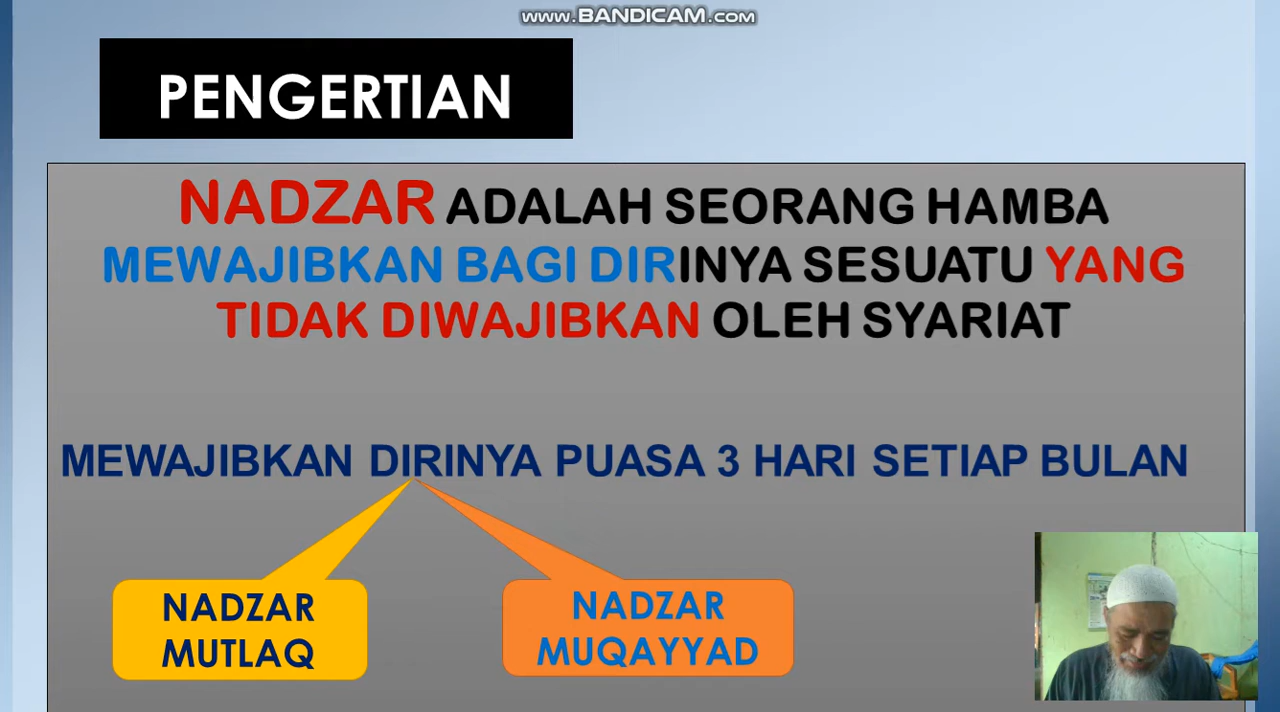 www.BANDICAM.com
PENGERTIAN
NADZAR ADALAH SEORANG HAMBA
MEWAJIBKAN BAGI DIRINYA SESUATU YANG
TIDAK DIWAJIBKAN OLEH SYARIAT
MEWAJIBKAN DIRINYA PUASA 3 HARI SETIAP BULAN
NADZAR
MUTLAQ
NADZAR
MUQAYYAD